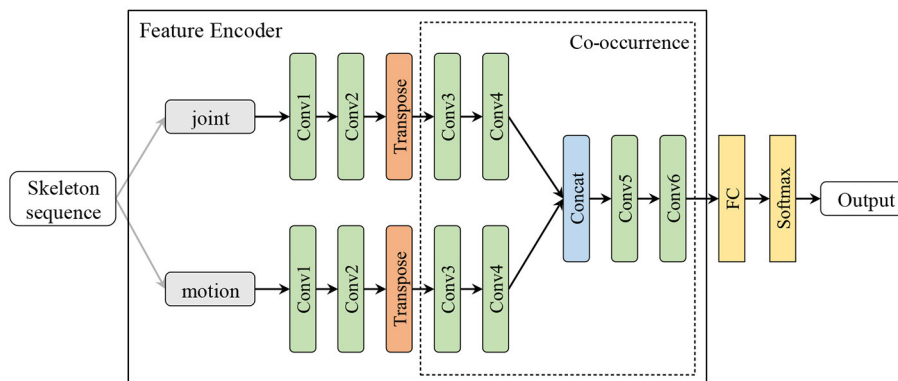 Feature Encoder
Co-occurrence
Skeleton
sequence
joint
Conv1
Conv2
Transpose
Conv3
Conv4
motion
Conv1
Conv2
Transpose
Conv3
Conv4
Concat
Conv5
Conv6
FC
Softmax
Output